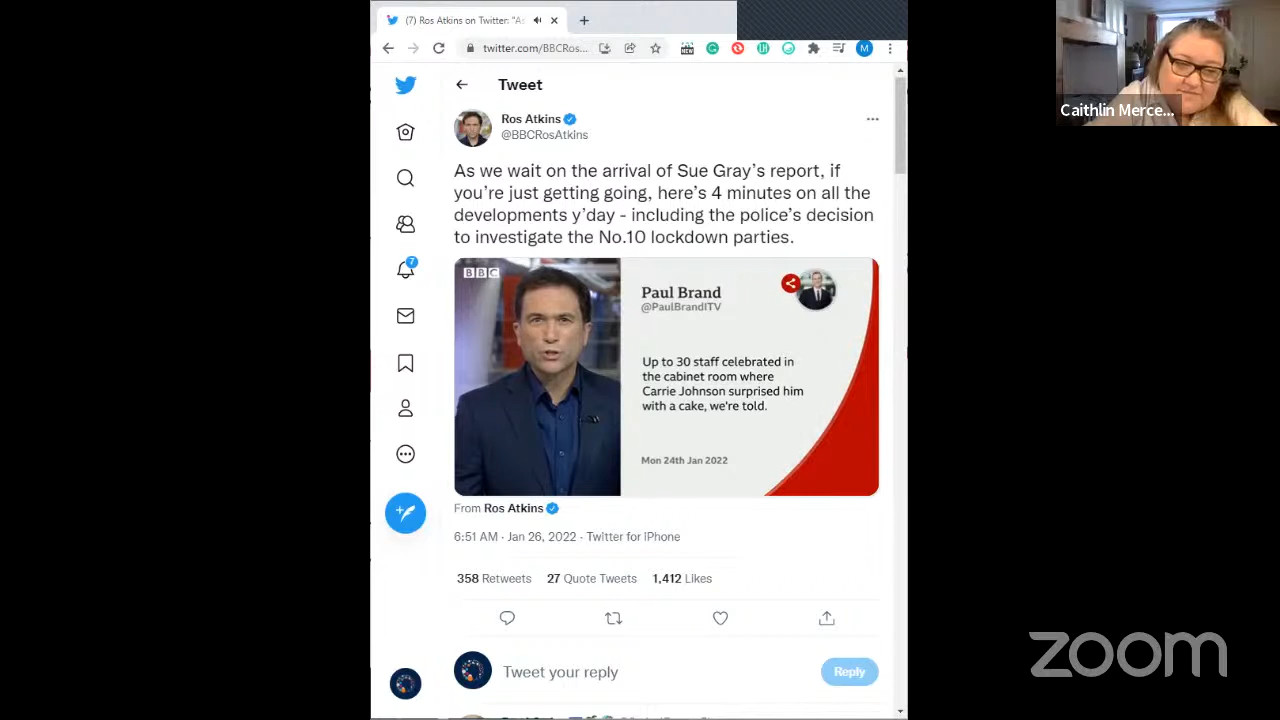 (7) Ros Atkins on Twitter: "As
twitter.com/BBCRos...
NEW
M
Tweet
Ros Atkins
@BBCRosAtkins
Caithlin Merce...
As we wait on the arrival of Sue Gray's report, if
you're just getting going, here's 4 minutes on all the
developments y'day - including the police's decision
to investigate the No.10 lockdown parties.
7
BBC
Paul Brand
@PaulBrandITV
Up to 30 staff celebrated in
the cabinet room where
Carrie Johnson surprised him
with a cake, we're told.
Mon 24th Jan 2022
From Ros Atkins
6:51 AM · Jan 26, 2022 · Twitter for iPhone
358 Retweets 27 Quote Tweets 1,412 Likes
Tweet your reply
Reply
zoom